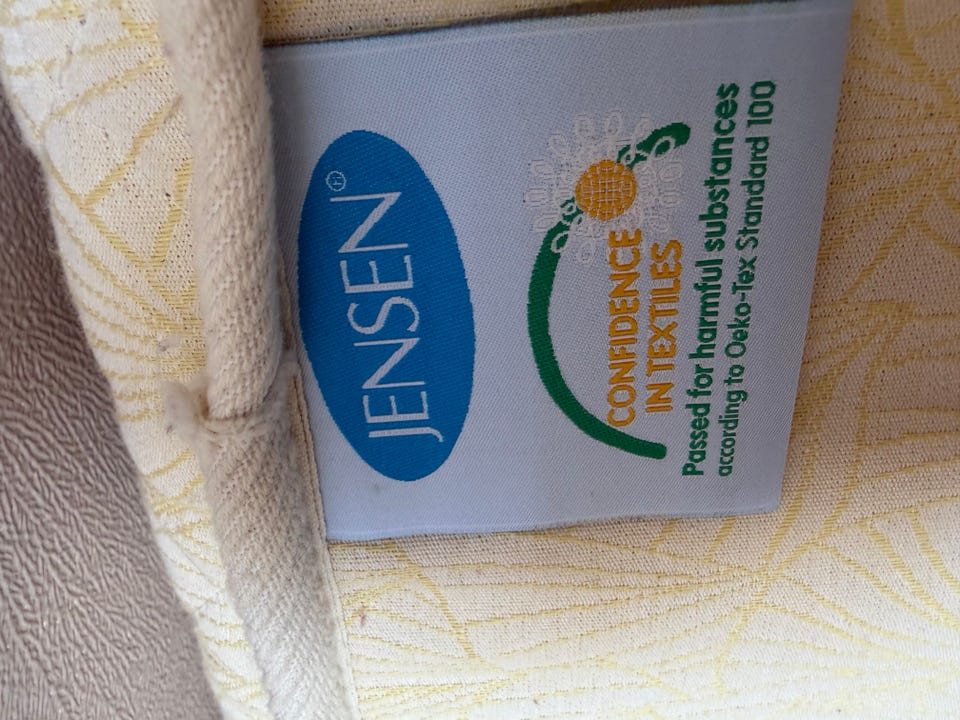 JENSEN®
CONFIDENCE
IN TEXTILES
Passed for harmful substances
according to Oeko-Tex Standard 100